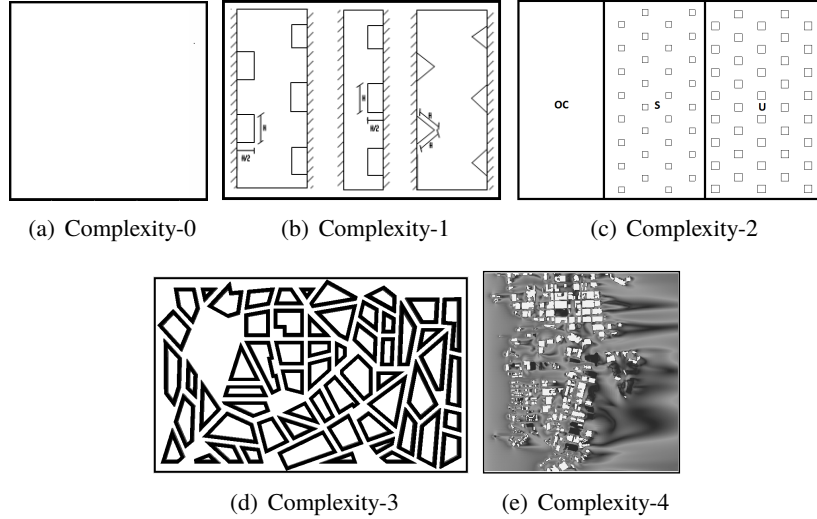 H
H/2
H
H/2
H
H
(a) Complexity-0
(b) Complexity-1
(c) Complexity-2
OC
S
U
(d) Complexity-3
(e) Complexity-4